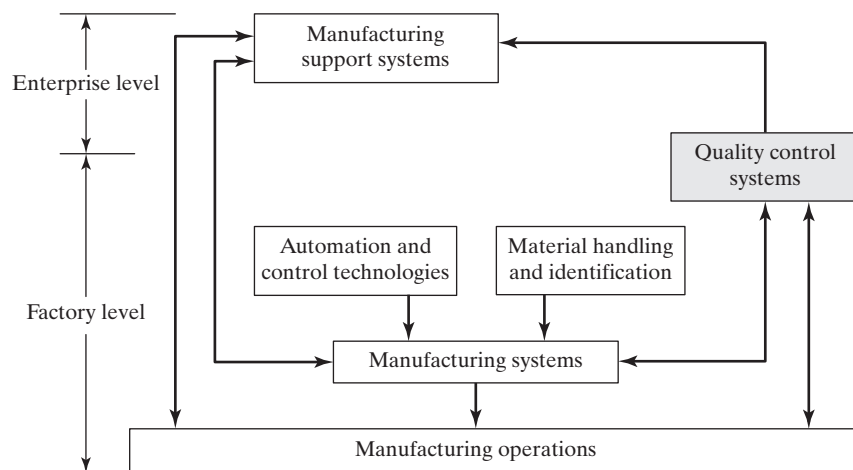 Manufacturing
support systems
Enterprise level
Quality control
systems
Automation and
control technologies
Material handling
and identification
Factory level
Manufacturing systems
Manufacturing operations